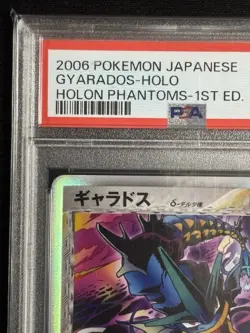 2006 POKEMON JAPANESE
GYARADOS-HOLO
HOLON PHANTOMS-1ST ED.
PSA
ギャラドス
δ-デルタ種